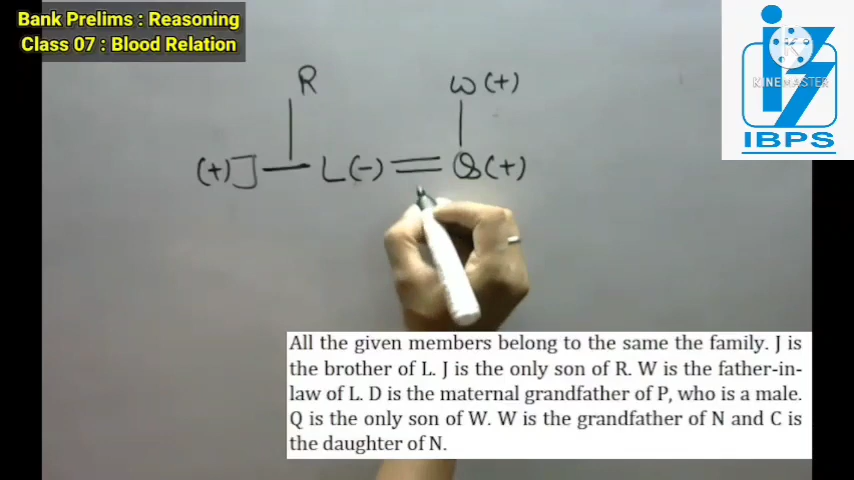 Bank Prelims : Reasoning
Class 07 : Blood Relation
KINEMASTER
IBPS
R
W (+)
(+) J — L (-) = Q (+)
All the given members belong to the same the family. J is
the brother of L. J is the only son of R. W is the father-in-
law of L. D is the maternal grandfather of P, who is a male.
Q is the only son of W. W is the grandfather of N and C is
the daughter of N.